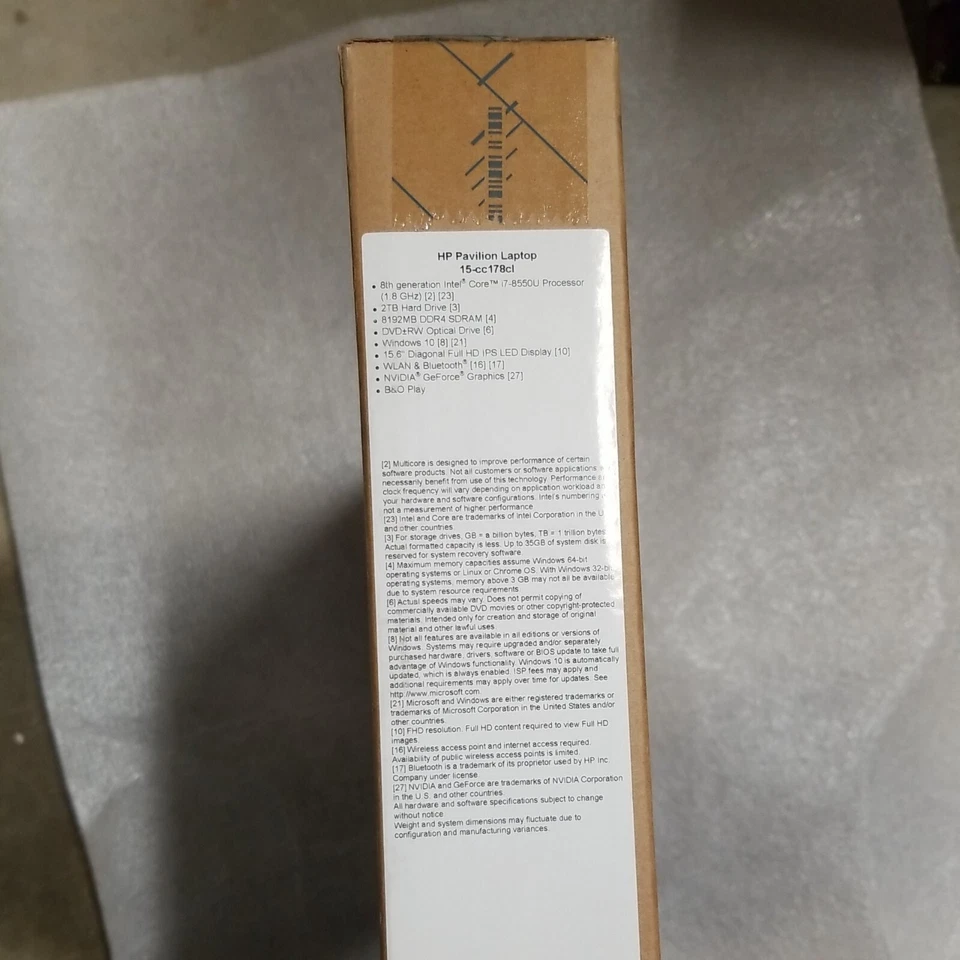 HP Pavilion Laptop
15-cc178cl
• 8th generation Intel® Core™ i7-8550U Processor
(1.8 GHz) [2] [23]
• 2TB Hard Drive [3]
• 8192MB DDR4 SDRAM [4]
• DVD±RW Optical Drive [6]
• Windows 10 [8] [21]
• 15.6" Diagonal Full HD IPS LED Display [10]
• WLAN & Bluetooth® [16] [17]
• NVIDIA® GeForce® Graphics [27]
• B&O Play
[2] Multicore is designed to improve performance of certain
software products. Not all customers or software applications
necessarily benefit from use of this technology. Performance
clock frequency will vary depending on application workload
your hardware and software configurations. Intel's numbering
not a measurement of higher performance
[23] Intel and Core are trademarks of Intel Corporation in the
and other countries
[3] For storage drives, GB = a billion bytes, TB = 1 trillion bytes
Actual formatted capacity is less. Up to 35GB of system disk is
reserved for system recovery software.
[4] Maximum memory capacities assume Windows 64-bit
operating systems or Linux or Chrome OS. With Windows 32-bit
operating systems, memory above 3 GB may not all be available
due to system resource requirements
[6] Actual speeds may vary. Does not permit copying of
commercially available DVD movies or other copyright-protected
materials. Intended only for creation and storage of original
material and other lawful uses
[8] Not all features are available in all editions or versions of
Windows. Systems may require upgraded and/or separately
purchased hardware, drivers, software or BIOS update to take full
advantage of Windows functionality. Windows 10 is automatically
updated, which is always enabled. ISP fees may apply and
additional requirements may apply over time for updates. See
http://www.microsoft.com.
[21] Microsoft and Windows are either registered trademarks or
trademarks of Microsoft Corporation in the United States and/or
other countries.
[10] FHD resolution. Full HD content required to view Full HD
images
[16] Wireless access point and internet access required.
Availability of public wireless access points is limited.
[17] Bluetooth is a trademark of its proprietor used by HP Inc.
Company under license.
[27] NVIDIA and GeForce are trademarks of NVIDIA Corporation
in the U.S. and other countries
All hardware and software specifications subject to change
without notice
Weight and system dimensions may fluctuate due to
configuration and manufacturing variances.